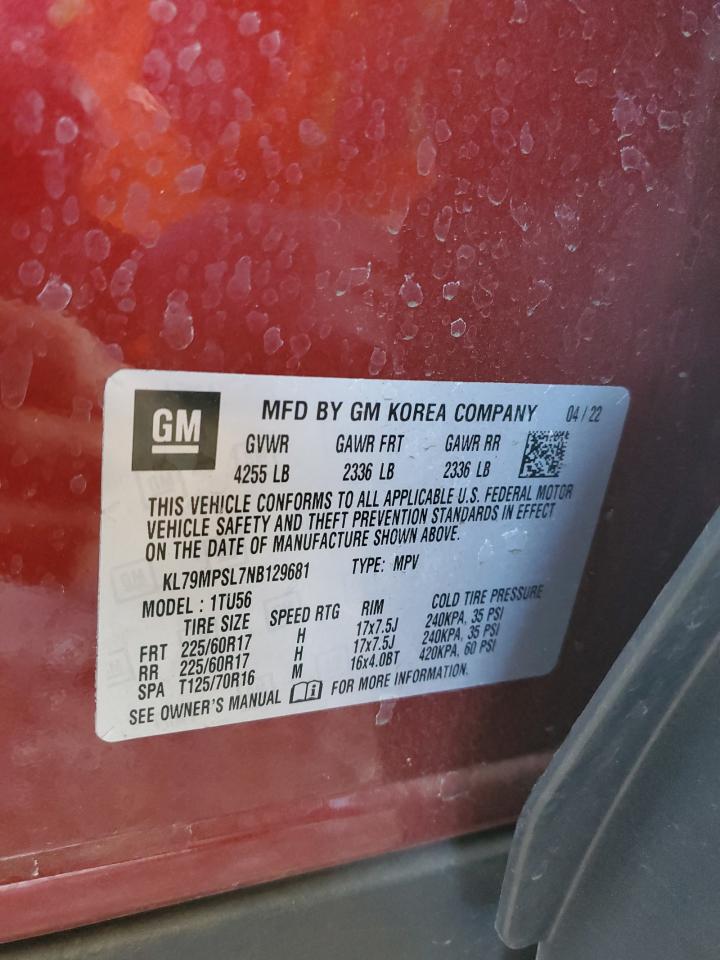 GM
MFD BY GM KOREA COMPANY 04 / 22
GVWR GAWR FRT GAWR RR
4255 LB 2336 LB 2336 LB
THIS VEHICLE CONFORMS TO ALL APPLICABLE U.S. FEDERAL MOTOR
VEHICLE SAFETY AND THEFT PREVENTION STANDARDS IN EFFECT
ON THE DATE OF MANUFACTURE SHOWN ABOVE.
KL79MPSL7NB129681 TYPE: MPV
MODEL : 1TU56
TIRE SIZE SPEED RTG RIM COLD TIRE PRESSURE
FRT 225/60R17 H 17x7.5J 240KPA, 35 PSI
RR 225/60R17 H 17x7.5J 240KPA, 35 PSI
SPA T125/70R16 M 16x4.0BT 420KPA, 60 PSI
SEE OWNER'S MANUAL FOR MORE INFORMATION.